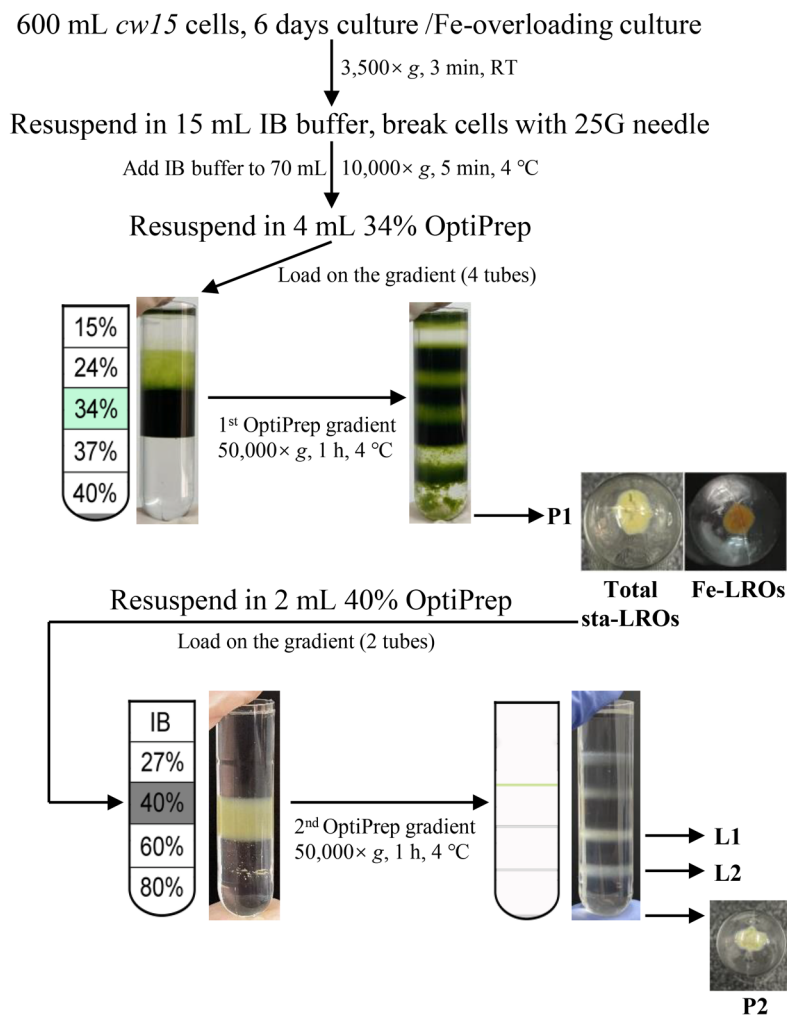 600 mL cw15 cells, 6 days culture /Fe-overloading culture
3,500× g, 3 min, RT
Resuspend in 15 mL IB buffer, break cells with 25G needle
Add IB buffer to 70 mL 10,000× g, 5 min, 4 ℃
Resuspend in 4 mL 34% OptiPrep
Load on the gradient (4 tubes)
15%
24%
34%
37%
40%
1st OptiPrep gradient
50,000× g, 1 h, 4 ℃
P1
Total
sta-LROs
Fe-LROs
Resuspend in 2 mL 40% OptiPrep
Load on the gradient (2 tubes)
IB
27%
40%
60%
80%
2nd OptiPrep gradient
50,000× g, 1 h, 4 ℃
L1
L2
P2